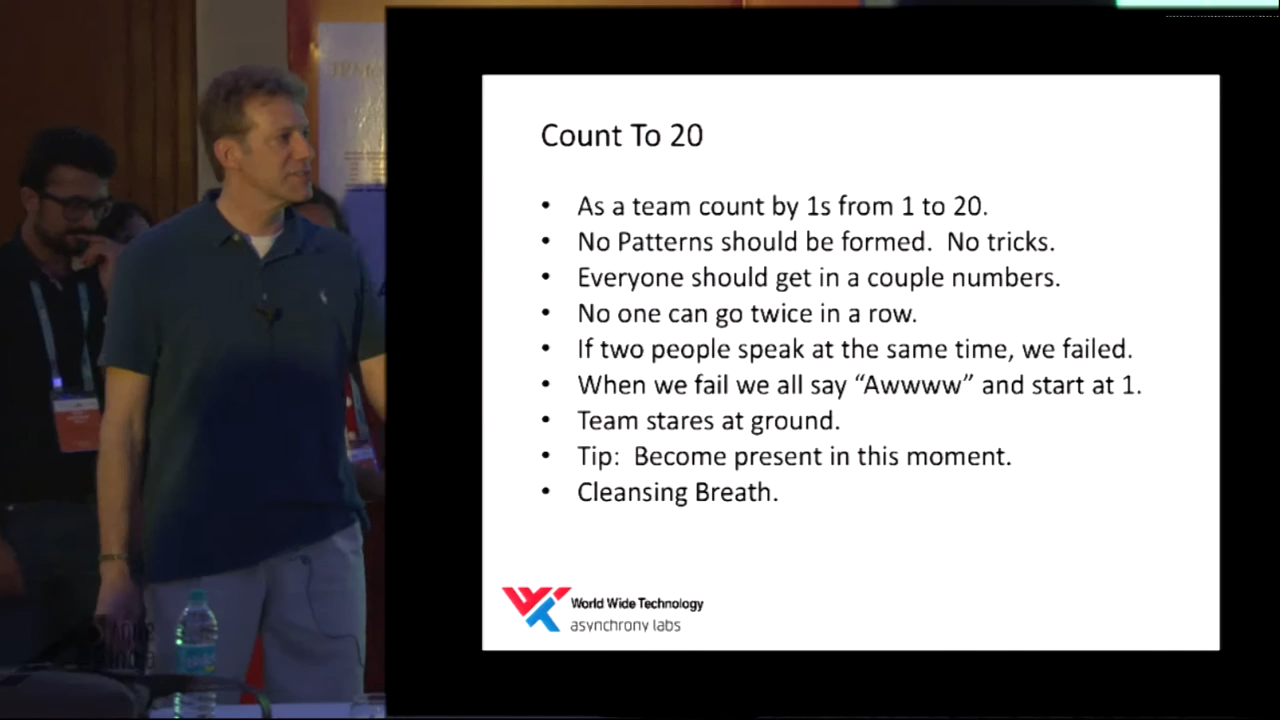 Count To 20
• As a team count by 1s from 1 to 20.
• No Patterns should be formed.  No tricks.
• Everyone should get in a couple numbers.
• No one can go twice in a row.
• If two people speak at the same time, we failed.
• When we fail we all say “Awwww” and start at 1.
• Team stares at ground.
• Tip:  Become present in this moment.
• Cleansing Breath.
World Wide Technology
asynchrony labs